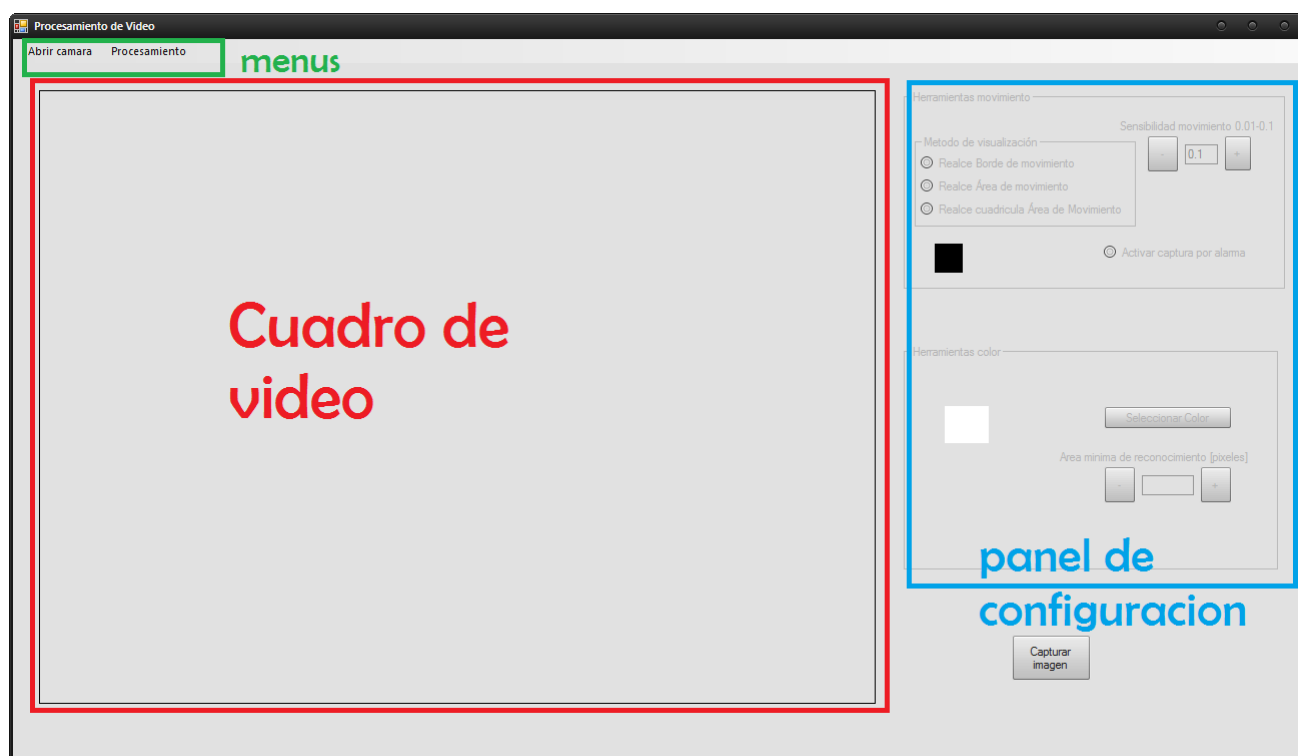 Procesamiento de Video
Abrir camara Procesamiento
menus
Cuadro de
video
Herramientas movimiento
Sensibilidad movimiento 0.01-0.1
- 0.1 +
Metodo de visualización
Realce Borde de movimiento
Realce Área de movimiento
Realce cuadricula Área de Movimiento
Activar captura por alarma
Herramientas color
Seleccionar Color
Area minima de reconocimiento [pixeles]
- +
panel de
configuracion
Capturar
imagen